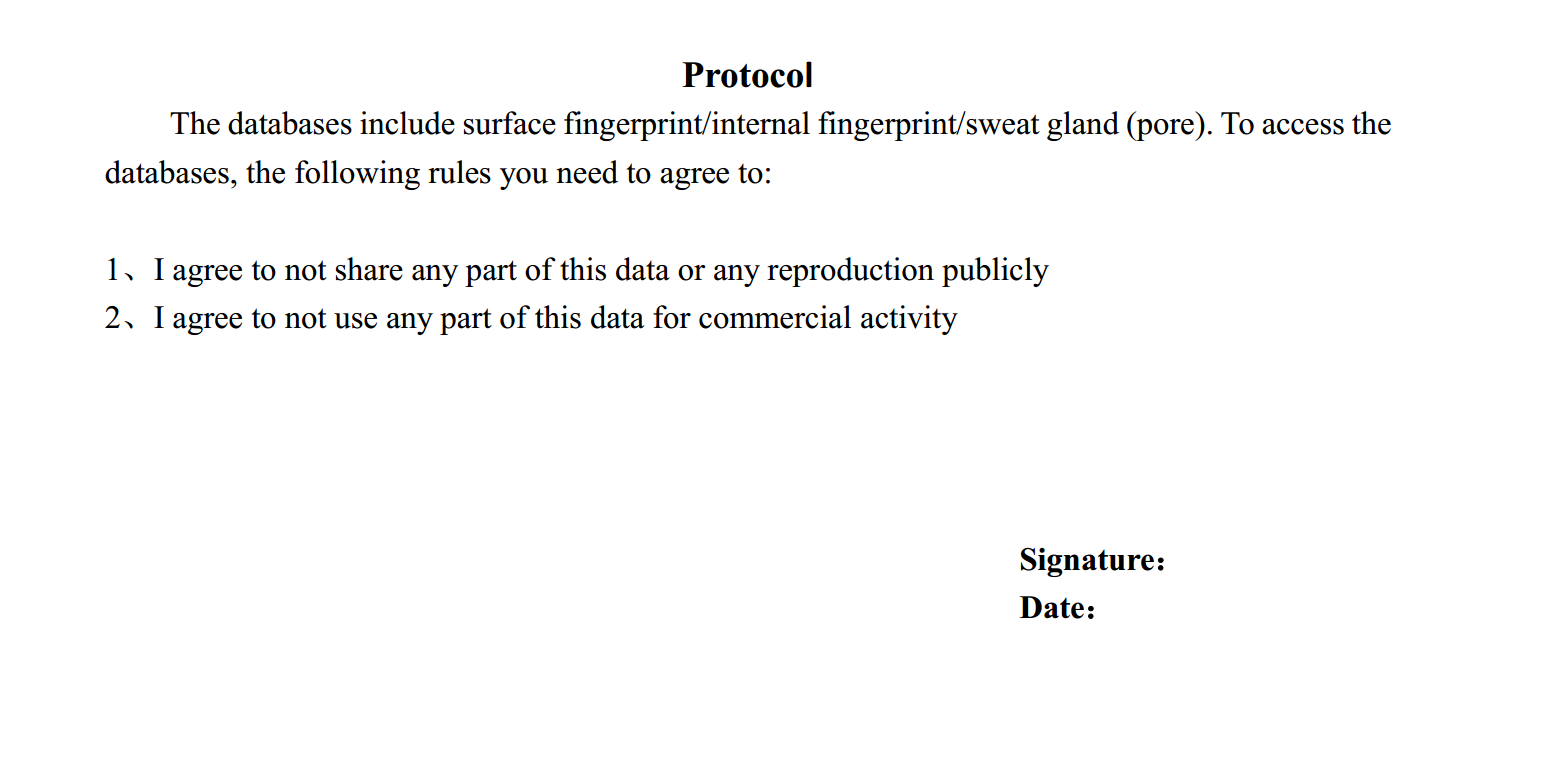 Protocol
The databases include surface fingerprint/internal fingerprint/sweat gland (pore). To access the
databases, the following rules you need to agree to:
1、I agree to not share any part of this data or any reproduction publicly
2、I agree to not use any part of this data for commercial activity
Signature：
Date：